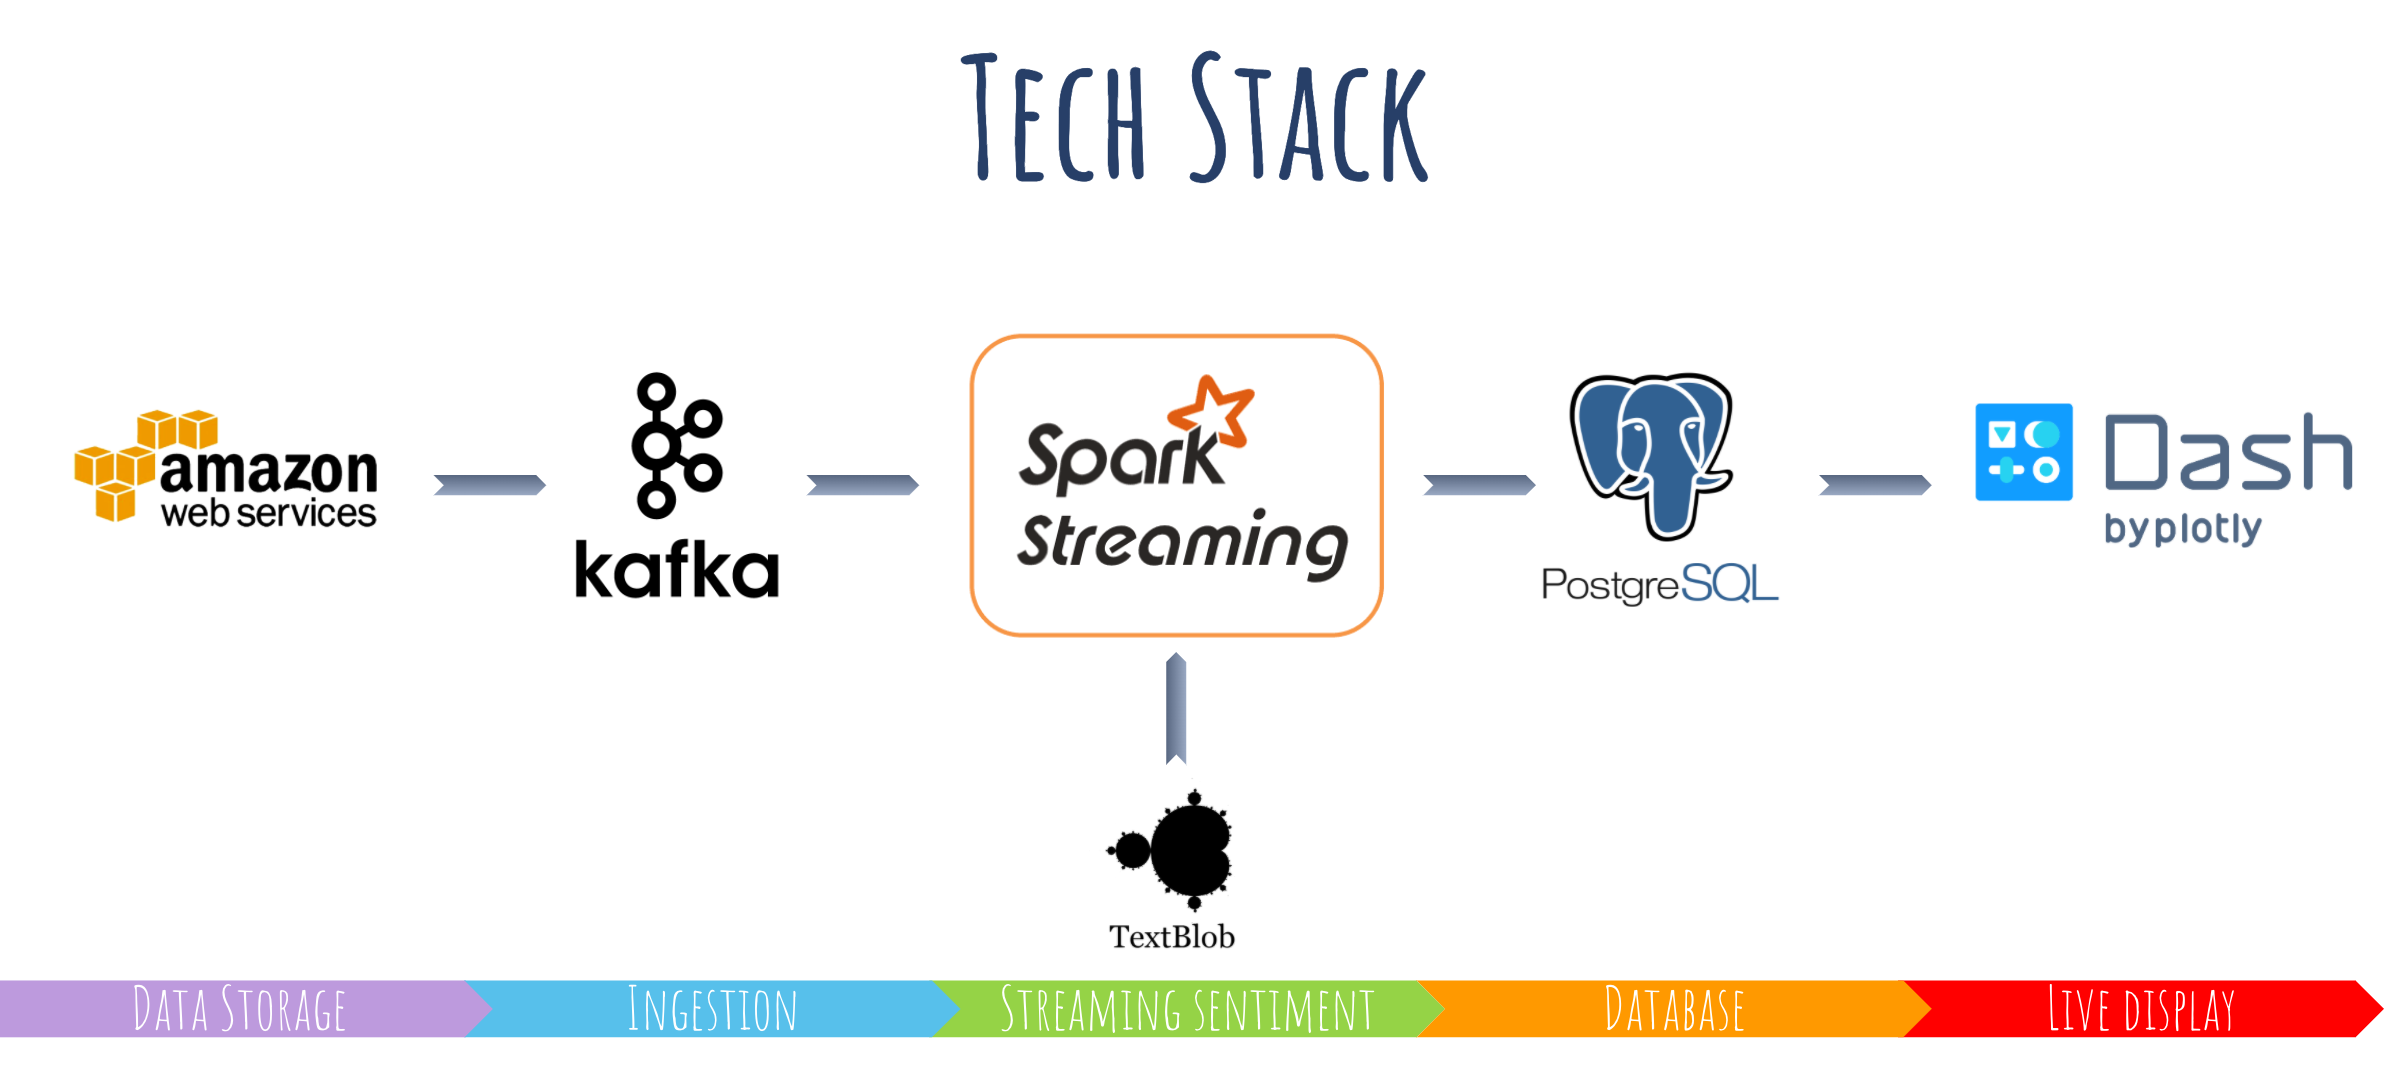 Tech Stack
amazon
web services
kafka
Spark
Streaming
PostgreSQL
Dash
by plotly
TextBlob
Data Storage
Ingestion
Streaming sentiment
Database
Live display